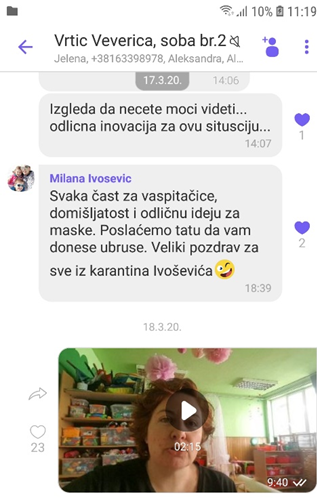 10% 11:19
Vrtic Veverica, soba br.2
Jelena, +38163398978, Aleksandra, Al...
17.3.20.
14:06
Izgleda da necete moci videti...
odlicna inovacija za ovu situsciju...
14:07
1
Milana Ivosevic
Svaka čast za vaspitačice,
domišljatost i odličnu ideju za
maske. Poslaćemo tatu da vam
donese ubruse. Veliki pozdrav za
sve iz karantina Ivoševića🤪
18:39
2
18.3.20.
02:15
23
9:40